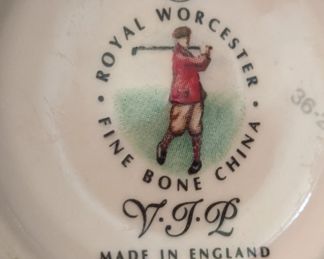 ROYAL WORCESTER
FINE BONE CHINA
V.I.P
MADE IN ENGLAND